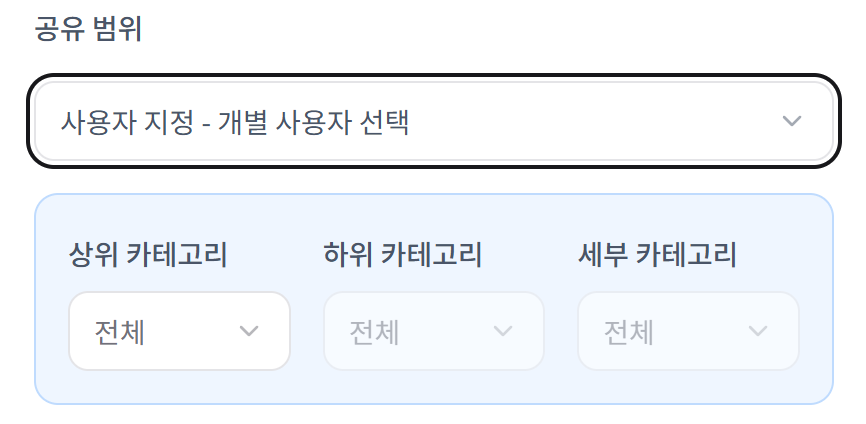 공유 범위
사용자 지정 - 개별 사용자 선택
상위 카테고리 하위 카테고리 세부 카테고리
전체 전체 전체